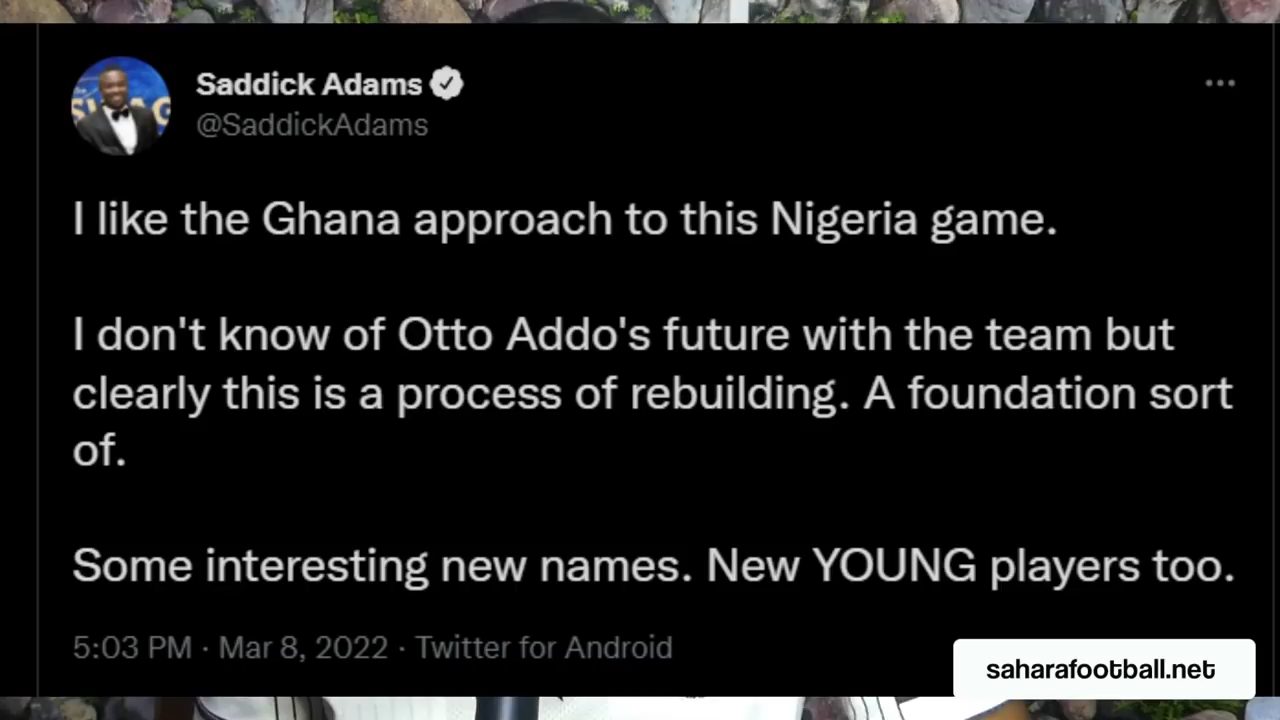 Saddick Adams
@SaddickAdams
I like the Ghana approach to this Nigeria game.
I don't know of Otto Addo's future with the team but
clearly this is a process of rebuilding. A foundation sort
of.
Some interesting new names. New YOUNG players too.
5:03 PM · Mar 8, 2022 · Twitter for Android
saharafootball.net